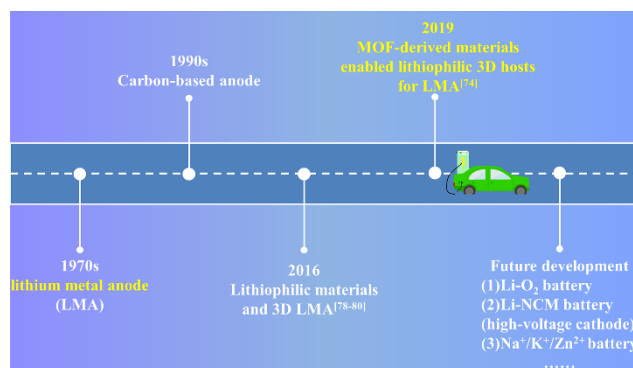 1990s
Carbon-based anode
2019
MOF-derived materials
enabled lithiophilic 3D hosts
for LMA[74]
1970s
lithium metal anode
(LMA)
2016
Lithiophilic materials
and 3D LMA[78-80]
Future development
(1)Li-O₂ battery
(2)Li-NCM battery
(high-voltage cathode)
(3)Na⁺/K⁺/Zn²⁺ battery
......